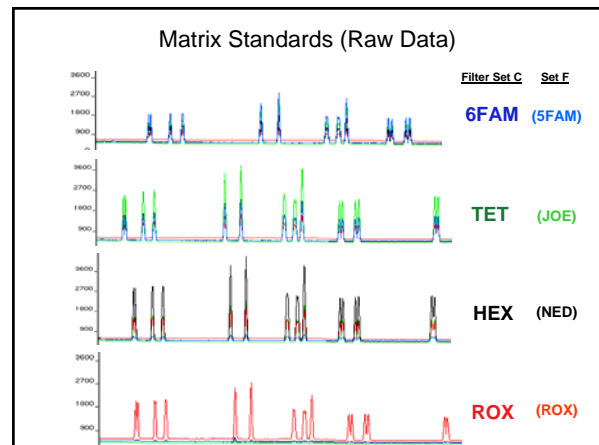 Matrix Standards (Raw Data)
Filter Set C Set F
3600
2700
1800
900
0
6FAM (5FAM)
3600
2700
1800
900
TET (JOE)
3600
2700
1800
900
HEX (NED)
3600
2700
1800
900
ROX (ROX)